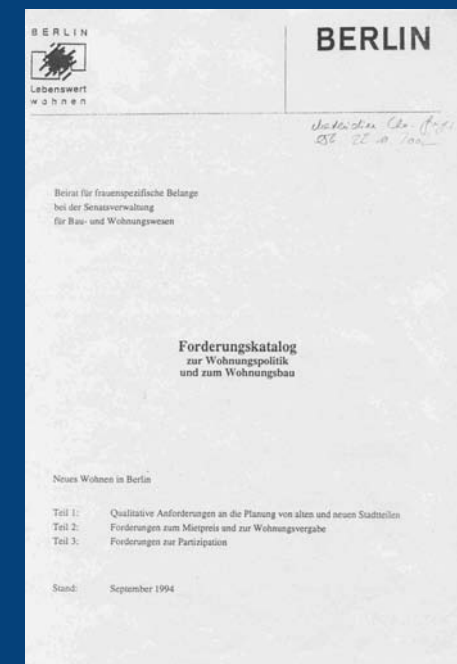 BERLIN
Lebenswert
wohnen
BERLIN
Beirat für frauenspezifische Belange
bei der Senatsverwaltung
für Bau- und Wohnungswesen
Forderungskatalog
zur Wohnungspolitik
und zum Wohnungsbau
Neues Wohnen in Berlin
Teil 1: Qualitative Anforderungen an die Planung von alten und neuen Stadtteilen
Teil 2: Forderungen zum Mietpreis und zur Wohnungsvergabe
Teil 3: Forderungen zur Partizipation
Stand: September 1994